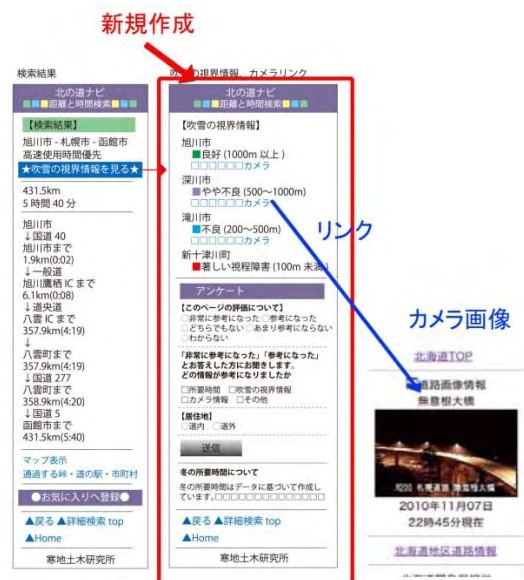 新規作成
検索結果
北の道ナビ
距離と時間検索
【検索結果】
旭川市 - 札幌市 - 函館市
高速使用時間優先
★吹雪の視界情報を見る★
431.5km
5 時間 40 分
旭川市
↓国道 40
旭川市まで
1.9km(0:02)
↓一般道
旭川鷹栖 IC まで
6.1km(0:08)
↓道央道
八雲 IC まで
357.9km(4:19)
↓
八雲町まで
357.9km(4:19)
↓国道 277
八雲町まで
358.9km(4:20)
↓国道 5
函館市まで
431.5km(5:40)
マップ表示
通過する峠・道の駅・市町村
●お気に入りへ登録●
▲戻る ▲詳細検索 top
▲Home
寒地土木研究所
の視界情報、カメラリンク
北の道ナビ
距離と時間検索
【吹雪の視界情報】
旭川市
■良好 (1000m 以上 )
□□□□□□カメラ
深川市
■やや不良 (500～1000m)
□□□□□□カメラ
滝川市
■不良 (200～500m)
□□□□□□カメラ
新十津川町
■著しい視程障害 (100m 未満 )
アンケート
【このページの評価について】
○非常に参考になった ○参考になった
○どちらでもない ○あまり参考にならない
○わからない
「非常に参考になった」「参考になった」
とお答えした方にお聞きします。
どの情報が参考になりましたか
□所要時間 □吹雪の視界情報
□カメラ情報 □その他
【居住地】
○道内 ○道外
送信
冬の所要時間について
冬の所要時間はデータに基づいて作成し
ています。□□□□□□□□□□□□□
▲戻る ▲詳細検索 top
▲Home
寒地土木研究所
リンク
カメラ画像
北海道TOP
道路画像情報
無意根大橋
R230 札幌道路 無意根大橋
2010年11月07日
22時45分現在
北海道地区道路情報